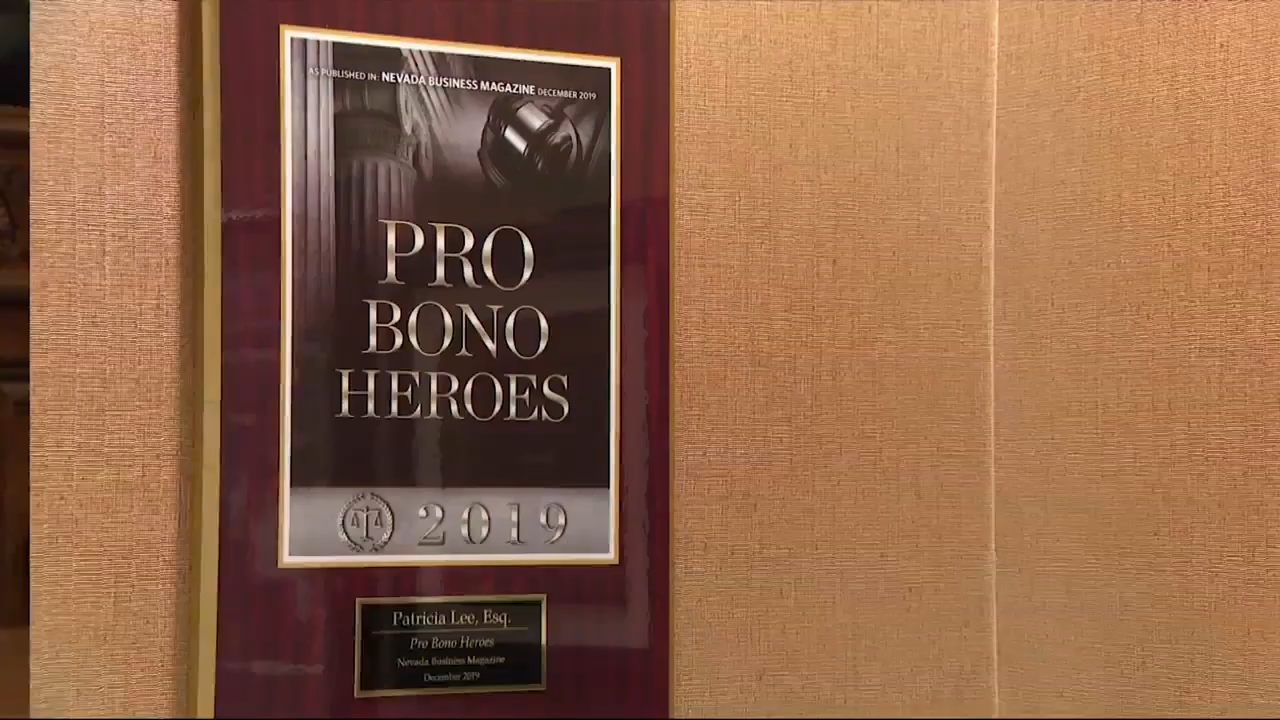 AS PUBLISHED IN: NEVADA BUSINESS MAGAZINE DECEMBER 2019
PRO
BONO
HEROES
2019
Patricia Lee, Esq.
Pro Bono Heroes
Nevada Business Magazine
December 2019